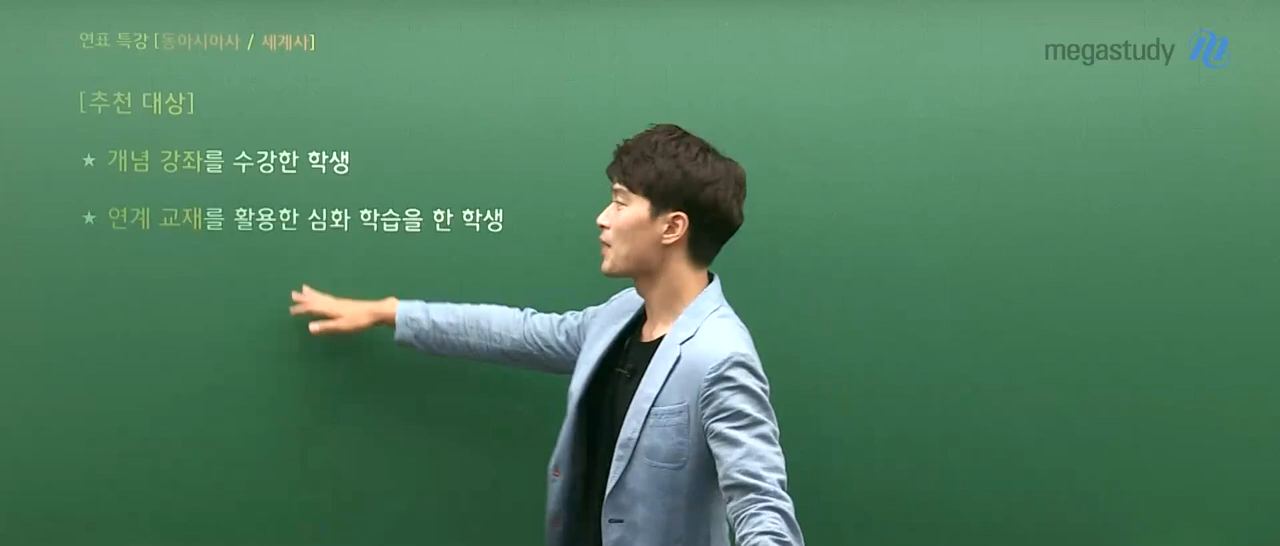 연표 특강 [동아시아사 / 세계사]
megastudy
[추천 대상]
★ 개념 강좌를 수강한 학생
★ 연계 교재를 활용한 심화 학습을 한 학생